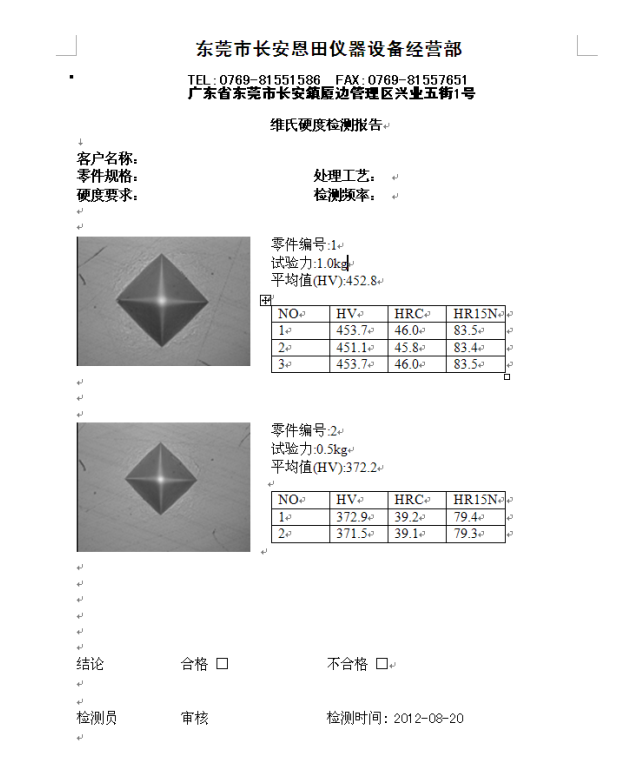 东莞市长安恩田仪器设备经营部
TEL:0769-81551586 FAX:0769-81557651
广东省东莞市长安镇厦边管理区兴业五街1号
维氏硬度检测报告
客户名称：
零件规格： 处理工艺：
硬度要求： 检测频率：
零件编号:1
试验力:1.0kg
平均值(HV):452.8
NO HV HRC HR15N
1 453.7 46.0 83.5
2 451.1 45.8 83.4
3 453.7 46.0 83.5
零件编号:2
试验力:0.5kg
平均值(HV):372.2
NO HV HRC HR15N
1 372.9 39.2 79.4
2 371.5 39.1 79.3
结论 合格 □ 不合格 □
检测员 审核 检测时间：2012-08-20